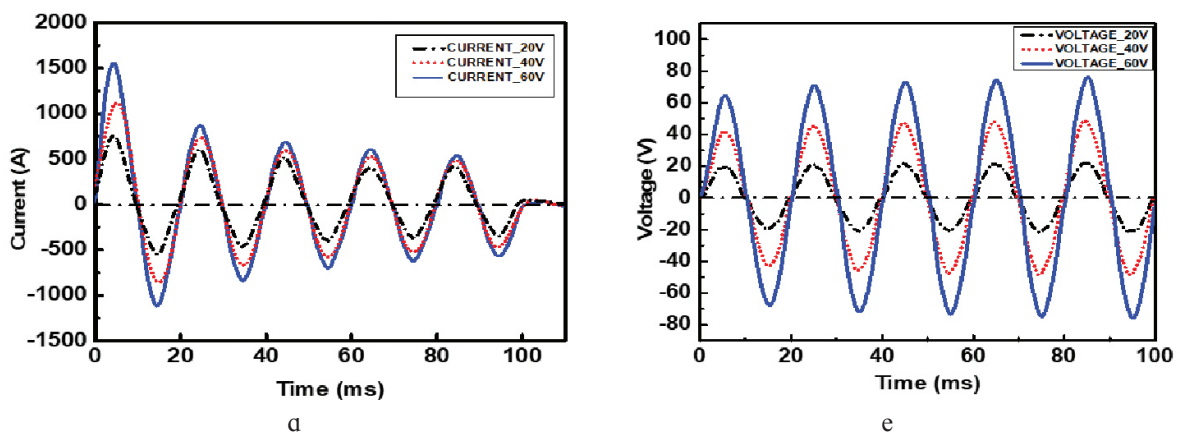 2000
1500
1000
500
0
-500
-1000
-1500
Current (A)
CURRENT_20V
CURRENT_40V
CURRENT_60V
0 20 40 60 80 100
Time (ms)
a
100
80
60
40
20
0
-20
-40
-60
-80
Voltage (V)
VOLTAGE_20V
VOLTAGE_40V
VOLTAGE_60V
0 20 40 60 80 100
Time (ms)
e